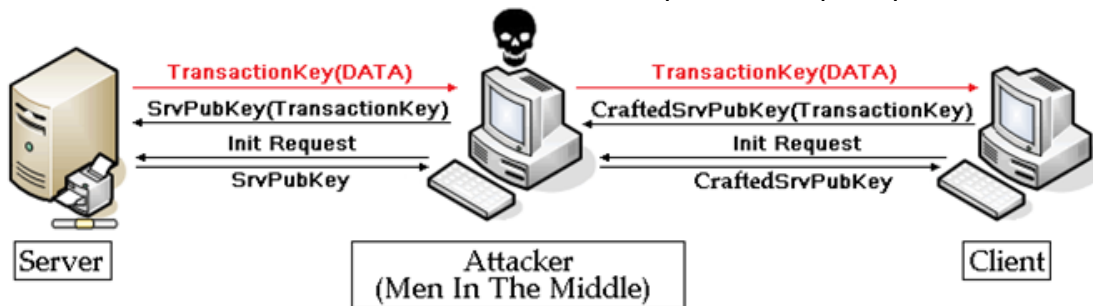 TransactionKey(DATA) TransactionKey(DATA)
SrvPubKey(TransactionKey) CraftedSrvPubKey(TransactionKey)
Init Request Init Request
SrvPubKey CraftedSrvPubKey
Server Attacker Client
(Men In The Middle)